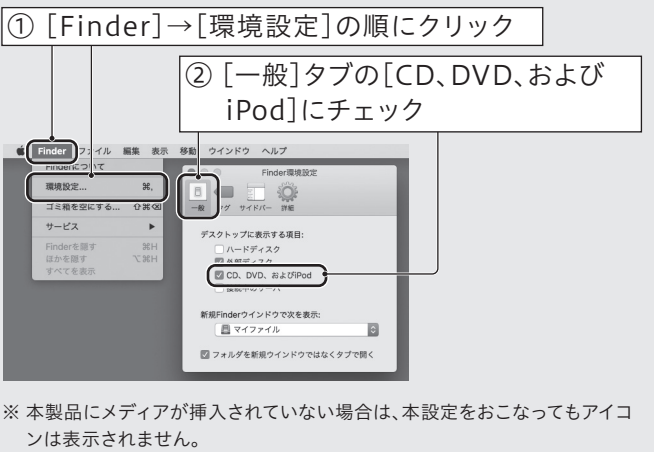 ① [Finder]→[環境設定]の順にクリック
② [一般]タブの[CD、DVD、および
iPod]にチェック
Finder ファイル 編集 表示 移動 ウインドウ ヘルプ
Finderについて
環境設定... ⌘,
ゴミ箱を空にする... ⇧⌘⌫
サービス ▶
Finderを隠す ⌘H
ほかを隠す ⌥⌘H
すべてを表示
Finder環境設定
一般 タグ サイドバー 詳細
デスクトップに表示する項目:
ハードディスク
外部ディスク
CD、DVD、およびiPod
接続中のサーバ
新規Finderウインドウで次を表示:
マイファイル
フォルダを新規ウインドウではなくタブで開く
※ 本製品にメディアが挿入されていない場合は、本設定をおこなってもアイコ
ンは表示されません。